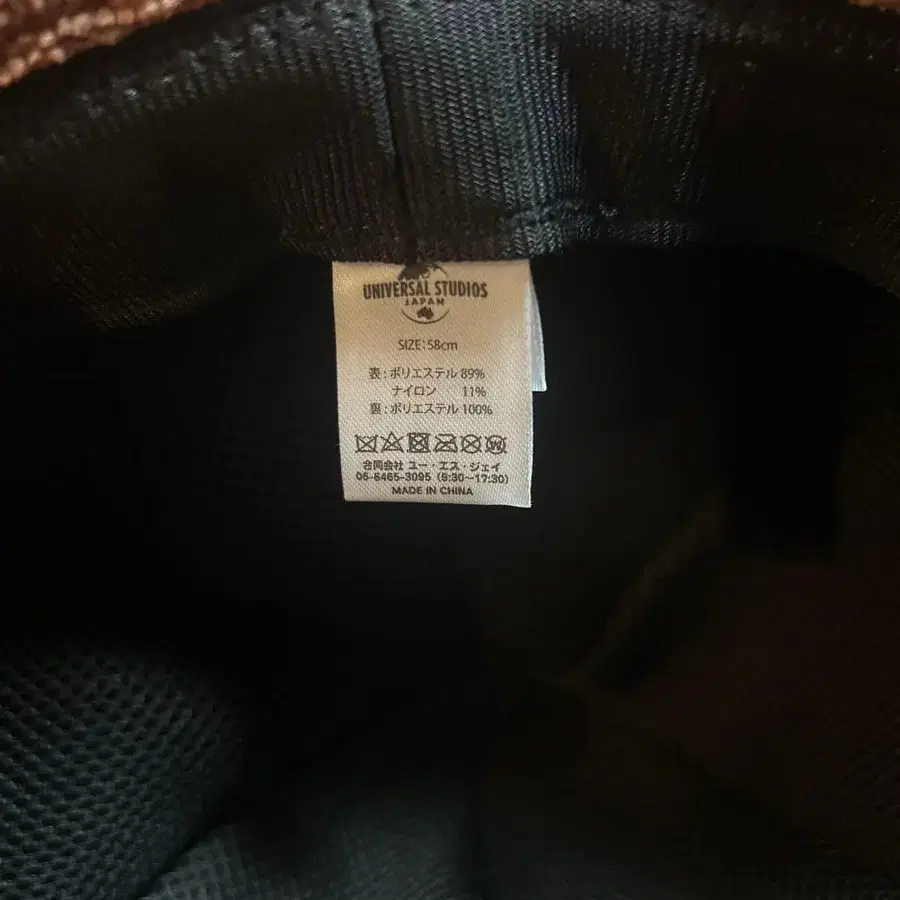 UNIVERSAL STUDIOS
JAPAN
SIZE:58cm
表:ポリエステル 89%
ナイロン 11%
裏:ポリエステル 100%
合同会社 ユー・エス・ジェイ
06-6465-3095 (9:30~17:30)
MADE IN CHINA